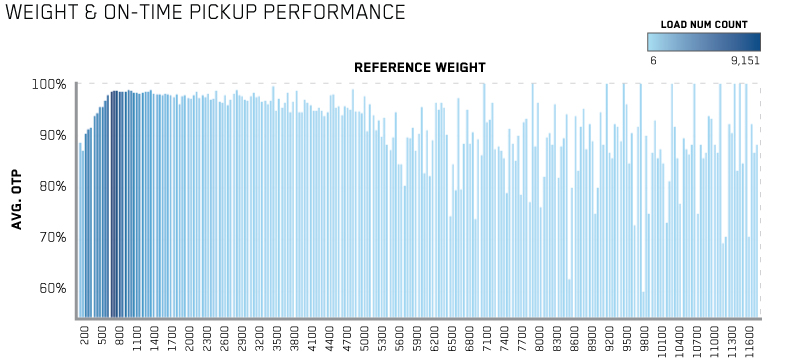 WEIGHT & ON-TIME PICKUP PERFORMANCE
LOAD NUM COUNT
6 9,151
REFERENCE WEIGHT
100%
90%
80%
70%
60%
AVG. OTP
200 500 800 1100 1400 1700 2000 2300 2600 2900 3200 3500 3800 4100 4400 4700 5000 5300 5600 5900 6200 6500 6800 7100 7400 7700 8000 8300 8600 8900 9200 9500 9800 10100 10400 10700 11000 11300 11600